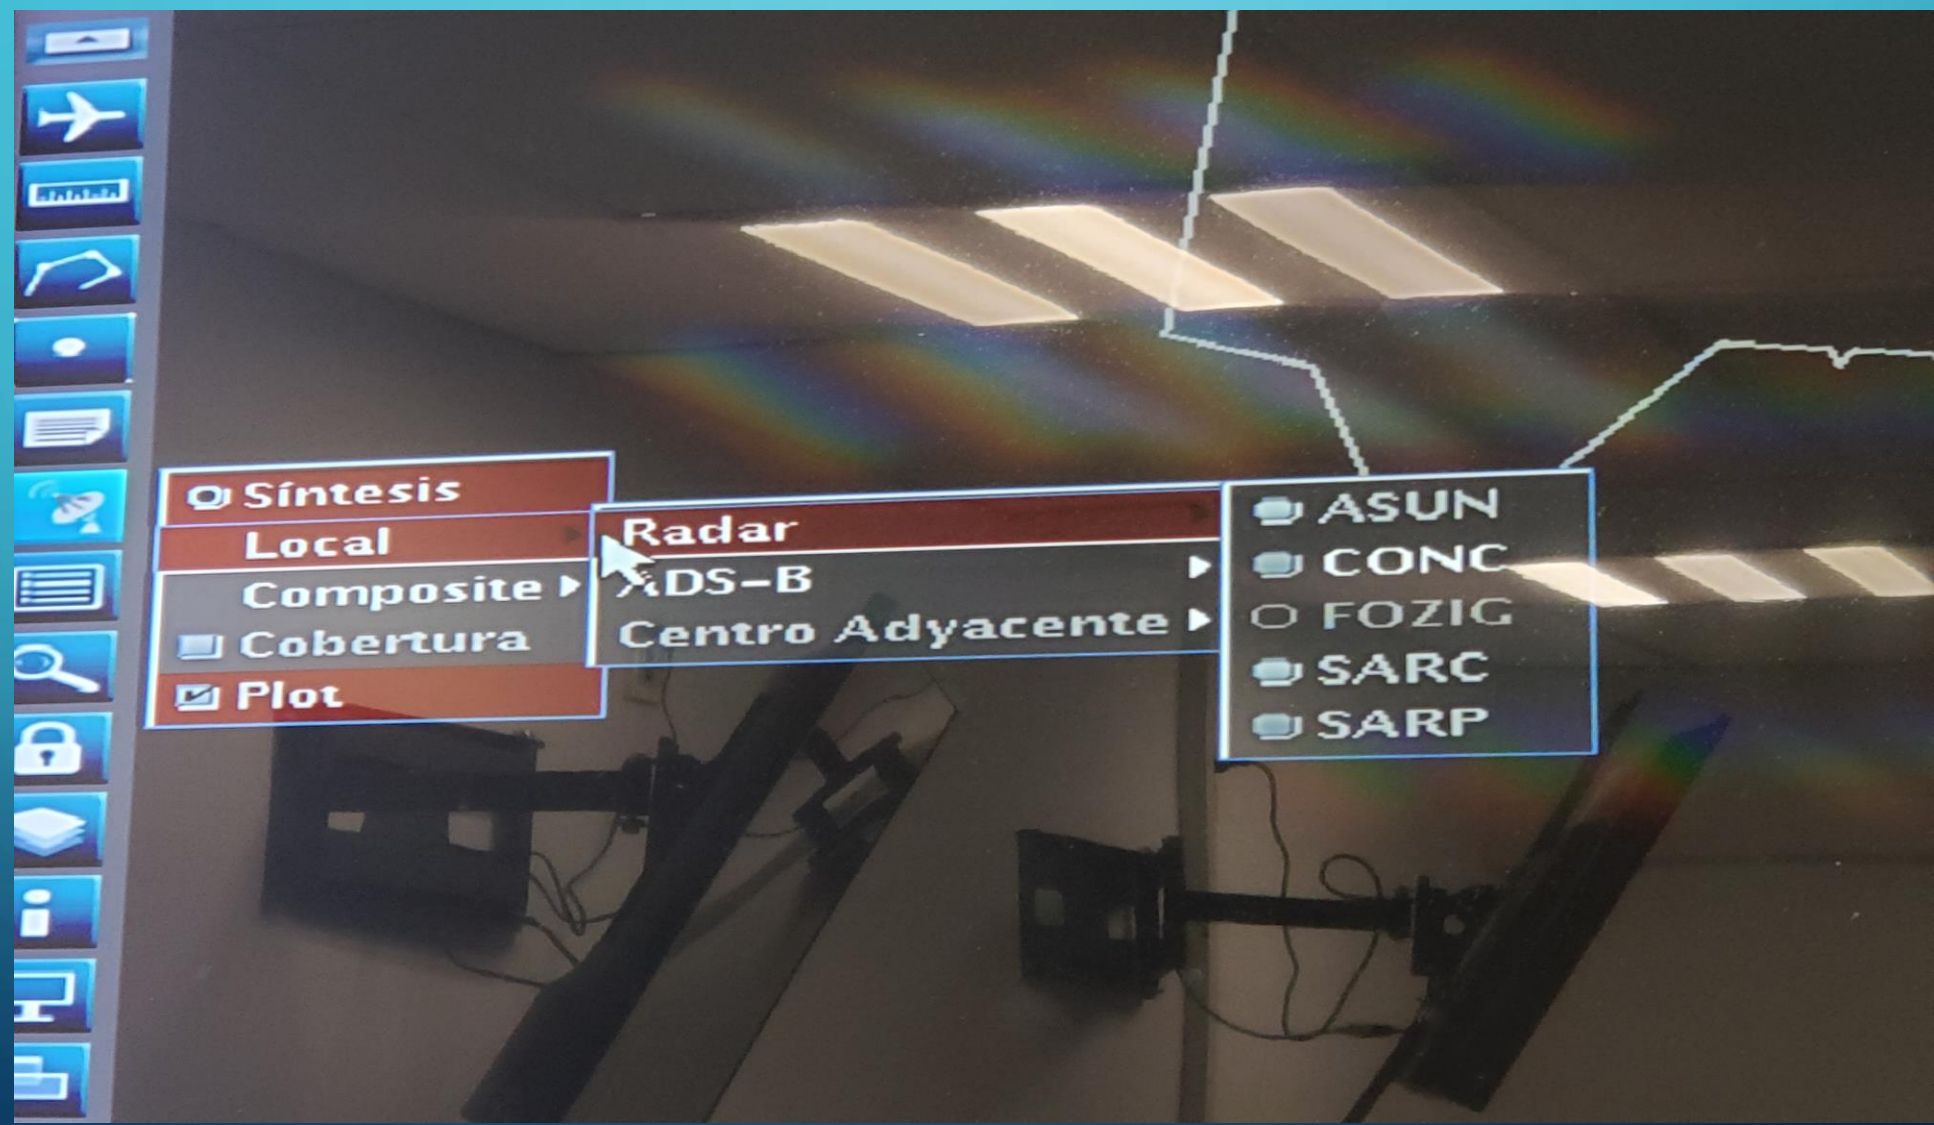 Síntesis
Local
Composite
Cobertura
Plot
Radar
ADS-B
Centro Adyacente
ASUN
CONC
FOZIG
SARC
SARP